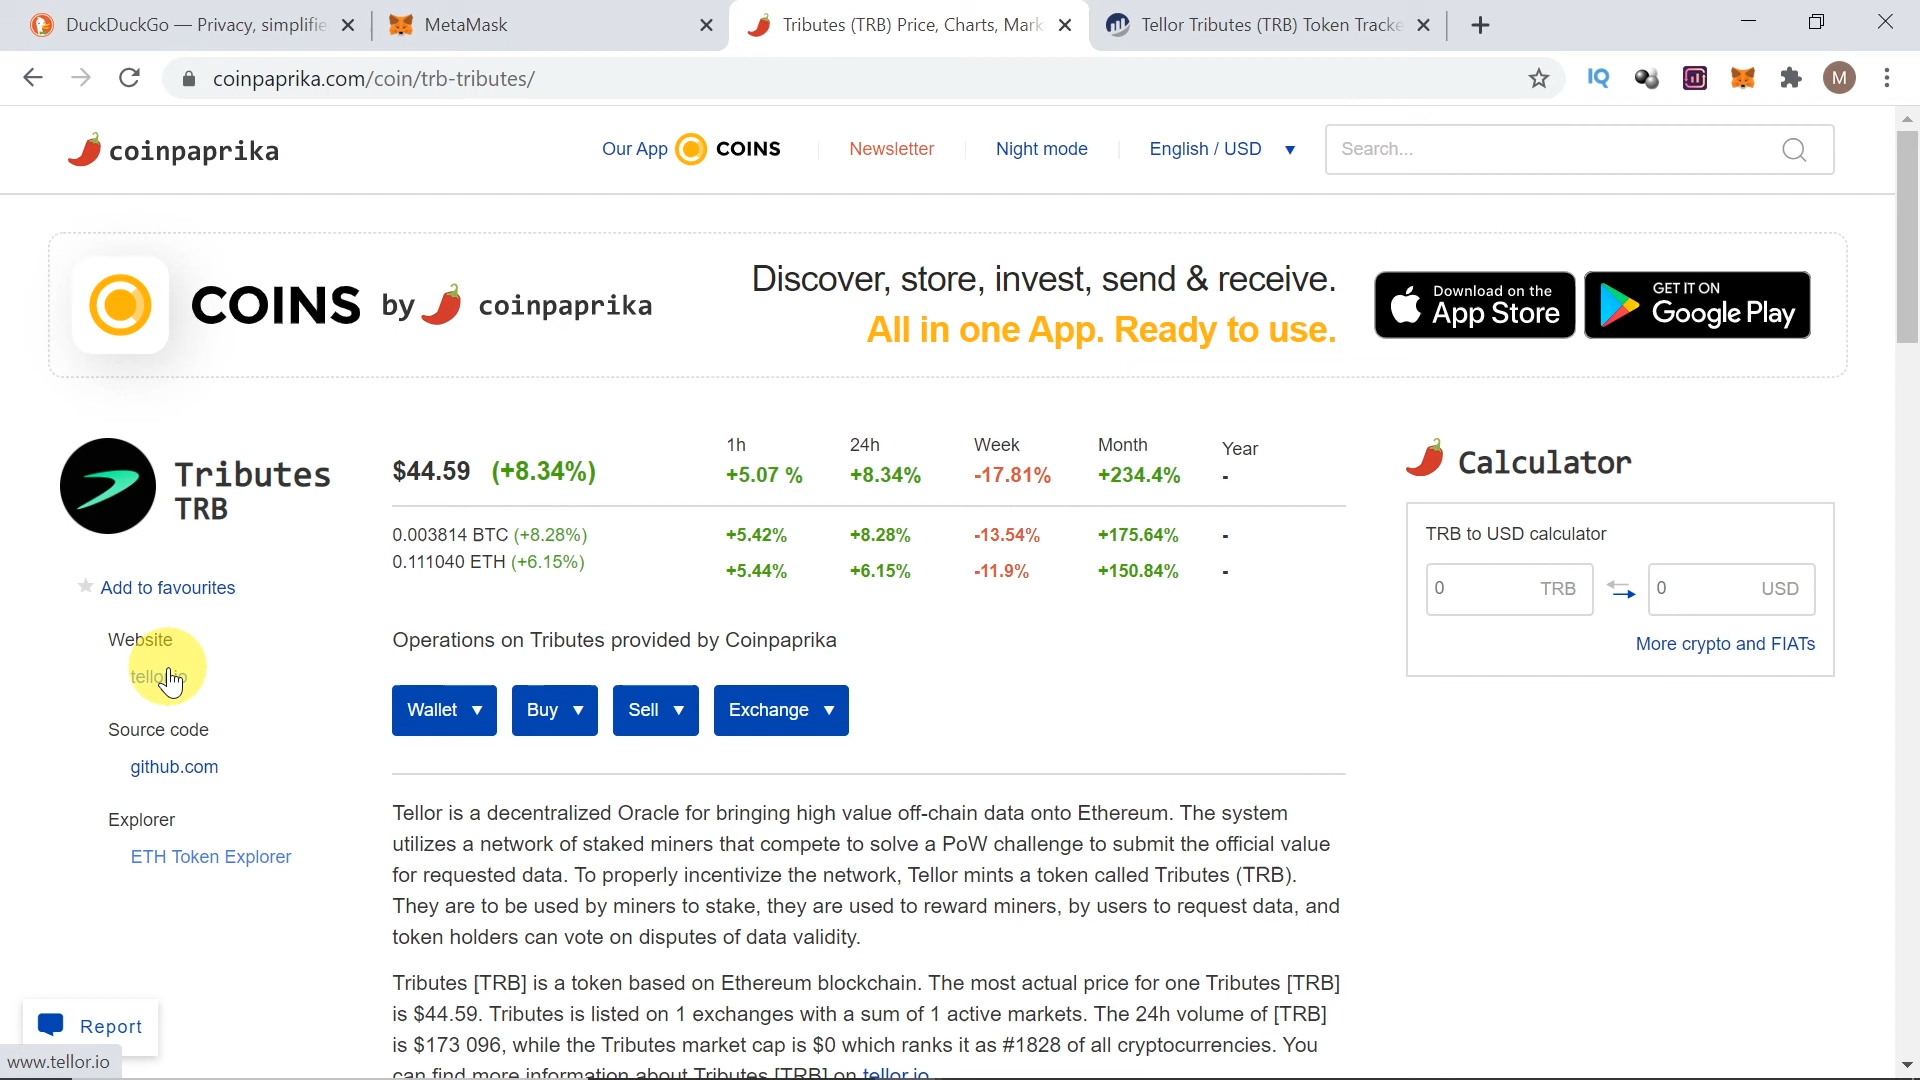 DuckDuckGo — Privacy, simplifie
MetaMask
Tributes (TRB) Price, Charts, Mark
Tellor Tributes (TRB) Token Tracke
coinpaprika.com/coin/trb-tributes/
IQ
M
coinpaprika
Our App COINS
Newsletter
Night mode
English / USD ▼
Search...
COINS by coinpaprika
Discover, store, invest, send & receive.
All in one App. Ready to use.
Download on the
App Store
GET IT ON
Google Play
Tributes
TRB
Add to favourites
Website
tellor.io
Source code
github.com
Explorer
ETH Token Explorer
$44.59 (+8.34%)
1h 24h Week Month Year
+5.07 % +8.34% -17.81% +234.4% -
0.003814 BTC (+8.28%) +5.42% +8.28% -13.54% +175.64% -
0.111040 ETH (+6.15%) +5.44% +6.15% -11.9% +150.84% -
Operations on Tributes provided by Coinpaprika
Wallet ▼ Buy ▼ Sell ▼ Exchange ▼
Tellor is a decentralized Oracle for bringing high value off-chain data onto Ethereum. The system
utilizes a network of staked miners that compete to solve a PoW challenge to submit the official value
for requested data. To properly incentivize the network, Tellor mints a token called Tributes (TRB).
They are to be used by miners to stake, they are used to reward miners, by users to request data, and
token holders can vote on disputes of data validity.
Tributes [TRB] is a token based on Ethereum blockchain. The most actual price for one Tributes [TRB]
is $44.59. Tributes is listed on 1 exchanges with a sum of 1 active markets. The 24h volume of [TRB]
is $173 096, while the Tributes market cap is $0 which ranks it as #1828 of all cryptocurrencies. You
can find more information about Tributes [TRB] on tellor.io
Calculator
TRB to USD calculator
0 TRB 0 USD
More crypto and FIATs
Report
www.tellor.io